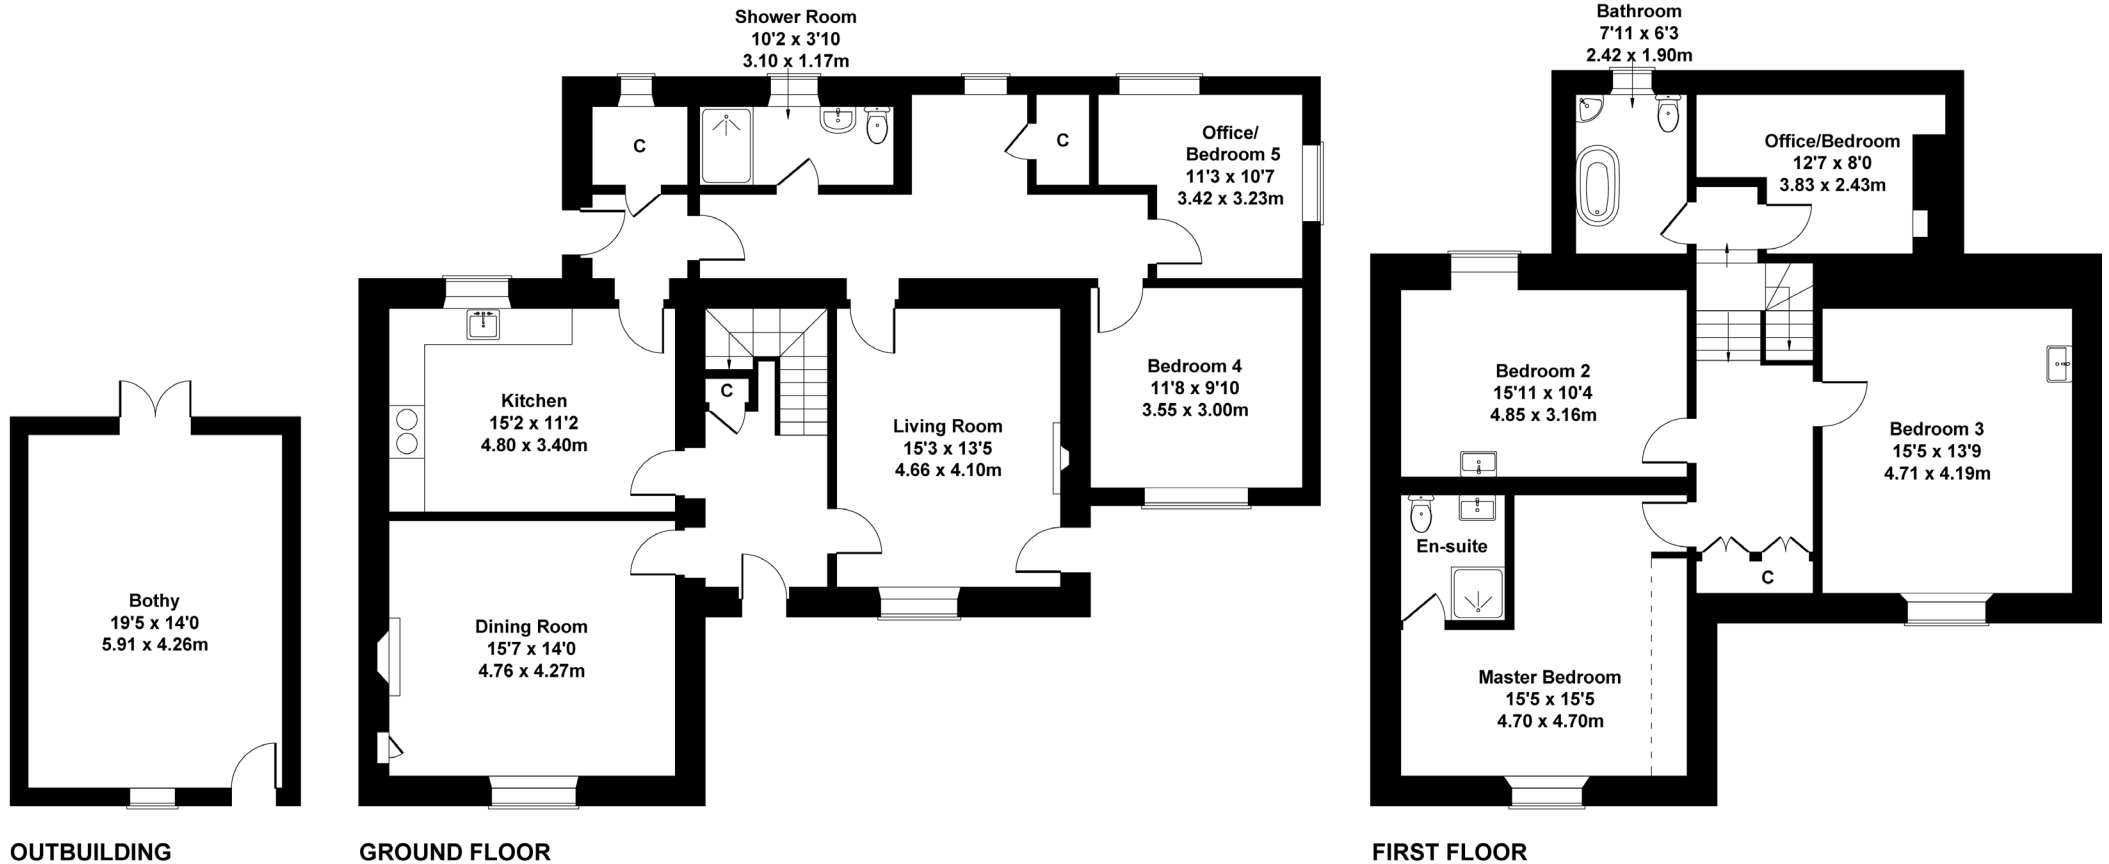 Shower Room
10'2 x 3'10
3.10 x 1.17m
C
C
Office/
Bedroom 5
11'3 x 10'7
3.42 x 3.23m
Kitchen
15'2 x 11'2
4.80 x 3.40m
C
Living Room
15'3 x 13'5
4.66 x 4.10m
Bedroom 4
11'8 x 9'10
3.55 x 3.00m
Bothy
19'5 x 14'0
5.91 x 4.26m
Dining Room
15'7 x 14'0
4.76 x 4.27m
Bathroom
7'11 x 6'3
2.42 x 1.90m
Office/Bedroom
12'7 x 8'0
3.83 x 2.43m
Bedroom 2
15'11 x 10'4
4.85 x 3.16m
Bedroom 3
15'5 x 13'9
4.71 x 4.19m
En-suite
C
Master Bedroom
15'5 x 15'5
4.70 x 4.70m
OUTBUILDING
GROUND FLOOR
FIRST FLOOR